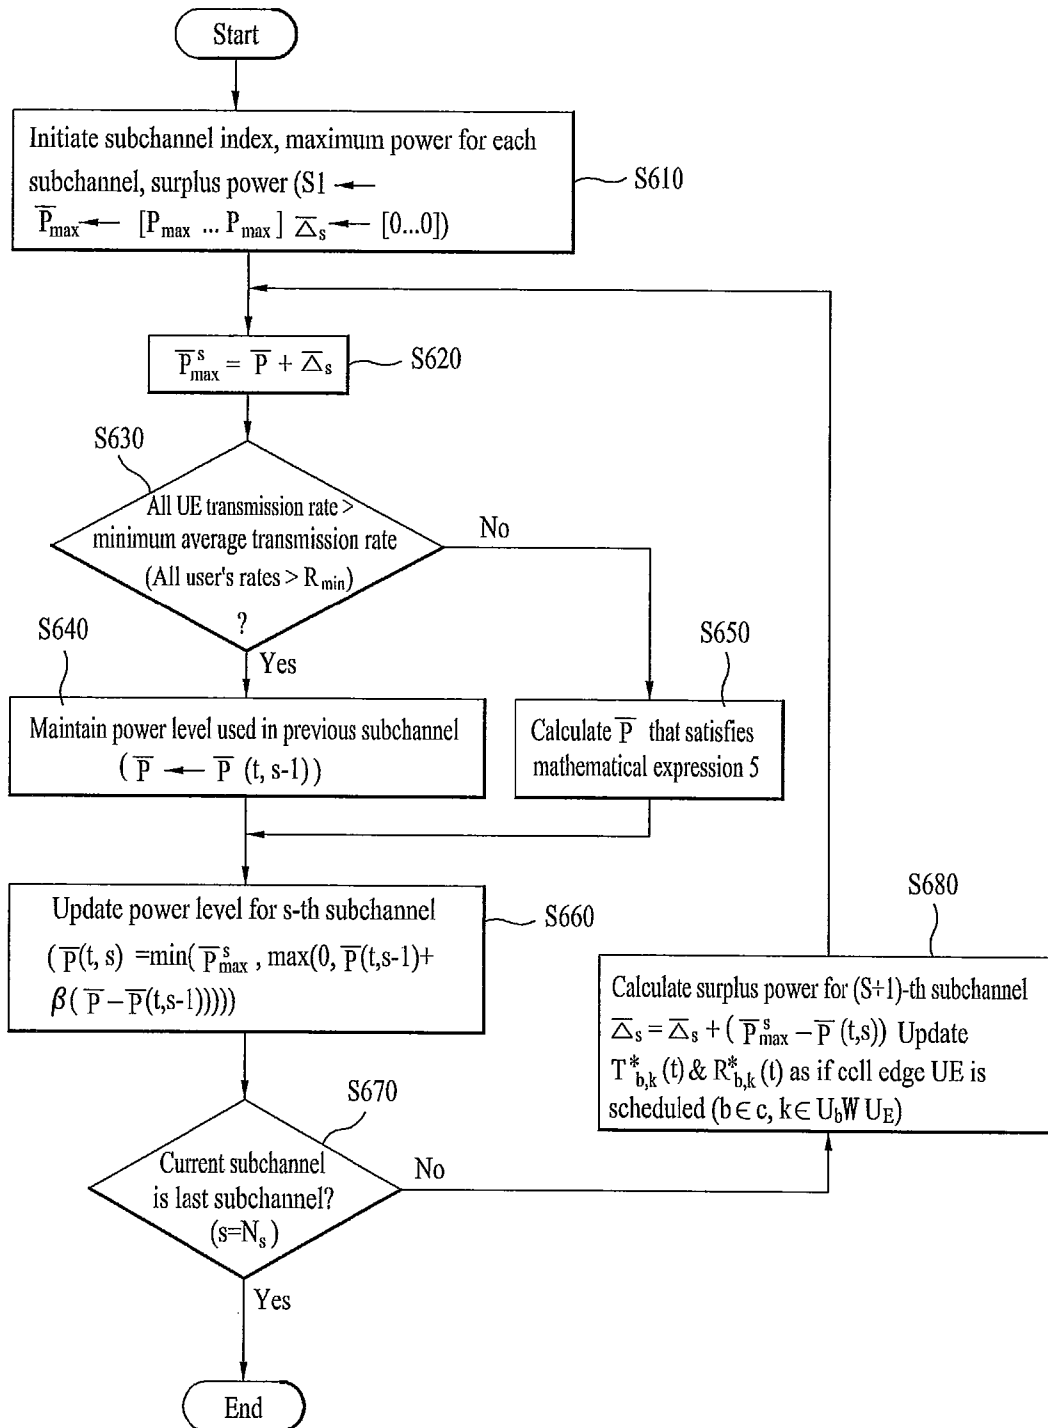 Start
Initiate subchannel index, maximum power for each
subchannel, surplus power (S1 ←
P̅max ← [Pmax ... Pmax] Δ̅s ← [0...0])
S610
P̅ˢmax = P̅ + Δ̅s
S620
S630
All UE transmission rate >
minimum average transmission rate
(All user's rates > Rmin)
?
No
Yes
S640
Maintain power level used in previous subchannel
( P̅ ← P̅ (t, s-1))
S650
Calculate P̅ that satisfies
mathematical expression 5
Update power level for s-th subchannel
(P̅(t, s) =min(P̅ˢmax, max(0, P̅(t,s-1)+
β(P̅−P̅(t,s-1)))))
S660
S670
Current subchannel
is last subchannel?
(s=Ns)
No
Yes
S680
Calculate surplus power for (S+1)-th subchannel
Δ̅s = Δ̅s + (P̅ˢmax − P̅ (t,s)) Update
T*b,k(t) & R*b,k(t) as if cell edge UE is
scheduled (b∈c, k∈UbW UE)
End